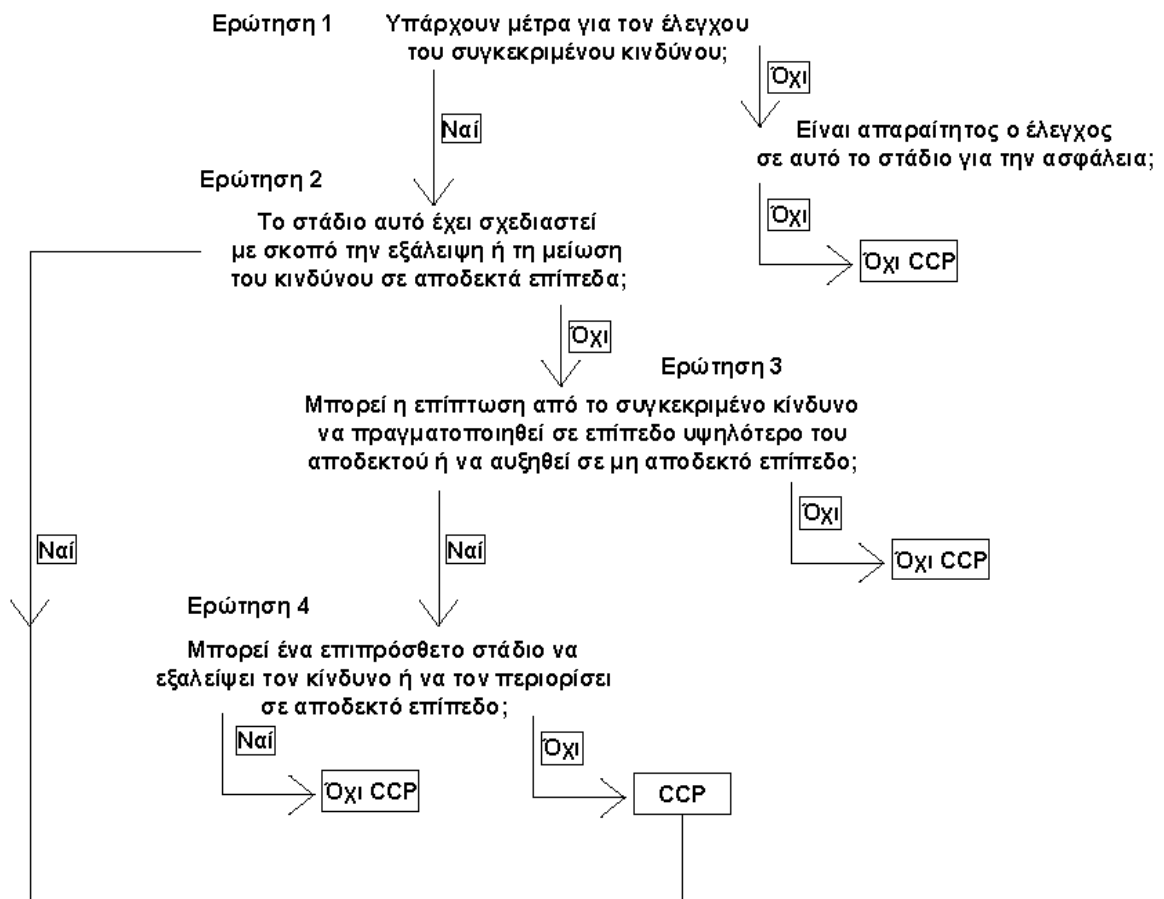 Ερώτηση 1
Υπάρχουν μέτρα για τον έλεγχου
του συγκεκριμένου κινδύνου;
Όχι
Ναί
Είναι απαραίτητος ο έλεγχος
σε αυτό το στάδιο για την ασφάλεια;
Ερώτηση 2
Το στάδιο αυτό έχει σχεδιαστεί
με σκοπό την εξάλειψη ή τη μείωση
του κινδύνου σε αποδεκτά επίπεδα;
Όχι
Όχι CCP
Όχι
Ερώτηση 3
Μπορεί η επίπτωση από το συγκεκριμένο κίνδυνο
να πραγματοποιηθεί σε επίπεδο υψηλότερο του
αποδεκτού ή να αυξηθεί σε μη αποδεκτό επίπεδο;
Όχι
Ναί
Ναί
Όχι CCP
Ερώτηση 4
Μπορεί ένα επιπρόσθετο στάδιο να
εξαλείψει τον κίνδυνο ή να τον περιορίσει
σε αποδεκτό επίπεδο;
Ναί
Όχι
Όχι CCP
CCP